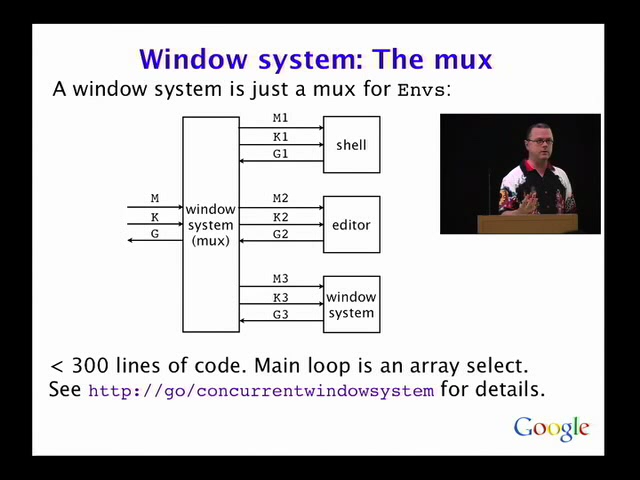 Window system: The mux
A window system is just a mux for Envs:
M1
K1
G1
shell
M
K
G
window
system
(mux)
M2
K2
G2
editor
M3
K3
G3
window
system
< 300 lines of code. Main loop is an array select.
See http://go/concurrentwindowsystem for details.
Google